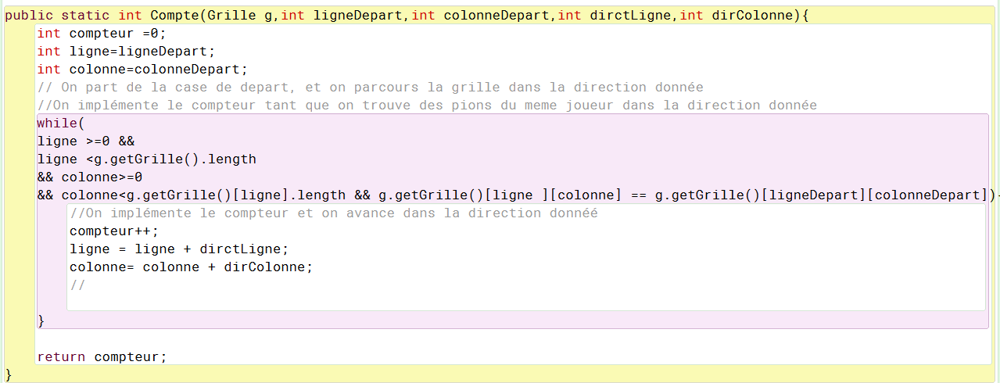 public static int Compte(Grille g,int ligneDepart,int colonneDepart,int dirctLigne,int dirColonne){
int compteur =0;
int ligne=ligneDepart;
int colonne=colonneDepart;
// On part de la case de depart, et on parcours la grille dans la direction donnée
//On implémente le compteur tant que on trouve des pions du meme joueur dans la direction donnée
while(
ligne >=0 &&
ligne <g.getGrille().length
&& colonne>=0
&& colonne<g.getGrille()[ligne].length && g.getGrille()[ligne ][colonne] == g.getGrille()[ligneDepart][colonneDepart])
//On implémente le compteur et on avance dans la direction donnéé
compteur++;
ligne = ligne + dirctLigne;
colonne= colonne + dirColonne;
//
}
return compteur;
}